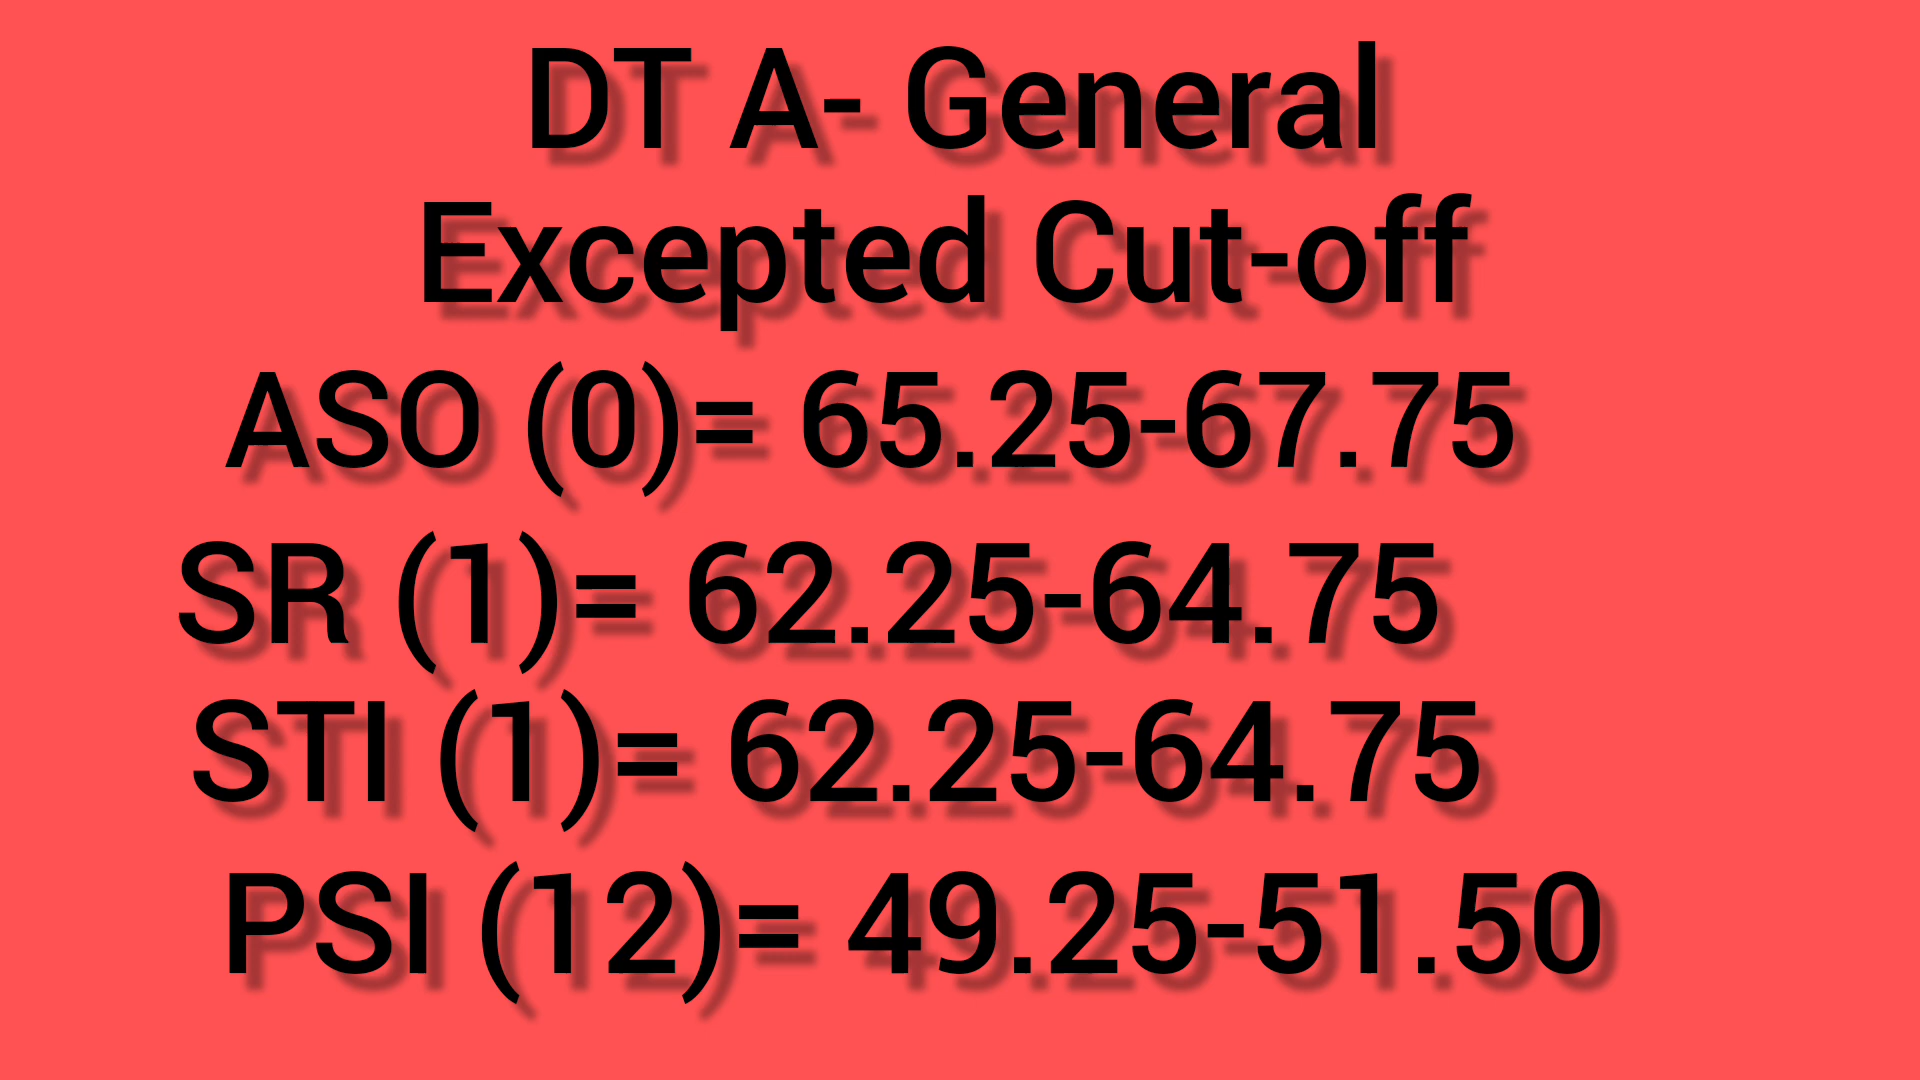 DT A- General
Excepted Cut-off
ASO (0)= 65.25-67.75
SR (1)= 62.25-64.75
STI (1)= 62.25-64.75
PSI (12)= 49.25-51.50